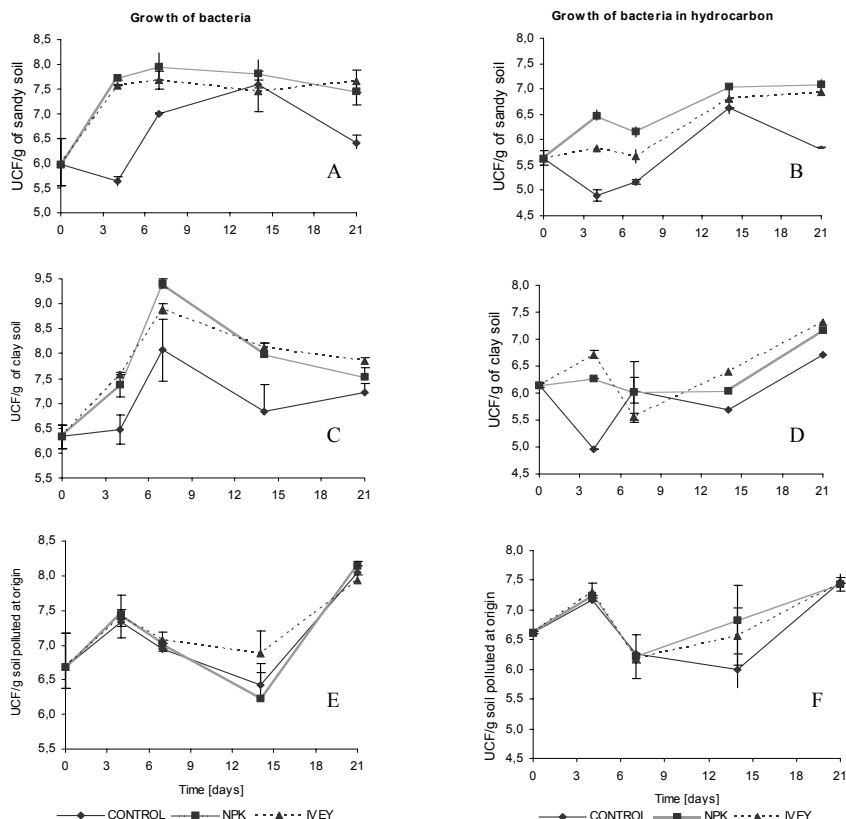 Growth of bacteria
UCF/g of sandy soil
8,5
8,0
7,5
7,0
6,5
6,0
5,5
5,0
A
0 3 6 9 12 15 18 21
Growth of bacteria in hydrocarbon
UCF/g of sandy soil
8,0
7,5
7,0
6,5
6,0
5,5
5,0
4,5
B
0 3 6 9 12 15 18 21
UCF/g of clay soil
9,5
9,0
8,5
8,0
7,5
7,0
6,5
6,0
5,5
C
0 3 6 9 12 15 18 21
UCF/g of clay soil
8,0
7,5
7,0
6,5
6,0
5,5
5,0
4,5
D
0 3 6 9 12 15 18 21
UCF/g soil polluted at origin
8,5
8,0
7,5
7,0
6,5
6,0
5,5
E
0 3 6 9 12 15 18 21
Time [days]
CONTROL NPK IVEY
UCF/g soil polluted at origin
8,0
7,5
7,0
6,5
6,0
5,5
5,0
4,5
F
0 3 6 9 12 15 18 21
Time [days]
CONTROL NPK IVEY